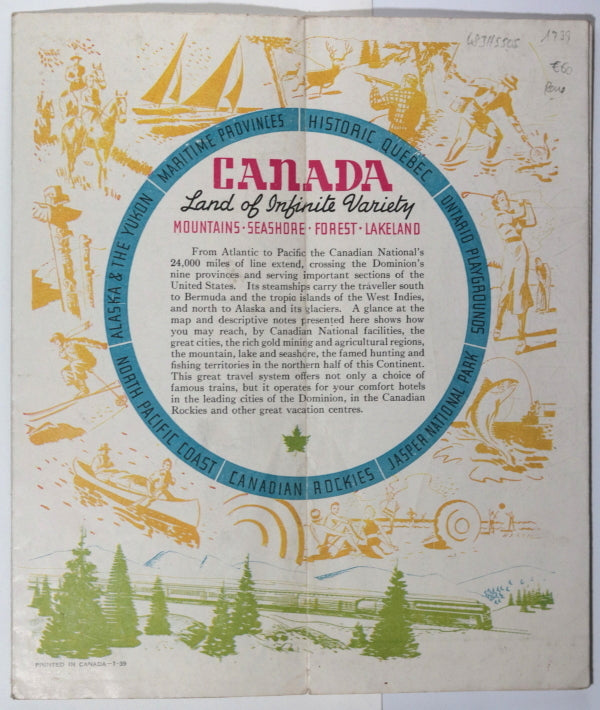 1739
€60
MARITIME PROVINCES
HISTORIC QUEBEC
ONTARIO PLAYGROUNDS
JASPER NATIONAL PARK
CANADIAN ROCKIES
NORTH PACIFIC COAST
ALASKA & THE YUKON
CANADA
Land of Infinite Variety
MOUNTAINS · SEASHORE · FOREST · LAKELAND
From Atlantic to Pacific the Canadian National's
24,000 miles of line extend, crossing the Dominion's
nine provinces and serving important sections of the
United States. Its steamships carry the traveller south
to Bermuda and the tropic islands of the West Indies,
and north to Alaska and its glaciers. A glance at the
map and descriptive notes presented here shows how
you may reach, by Canadian National facilities, the
great cities, the rich gold mining and agricultural regions,
the mountain, lake and seashore, the famed hunting and
fishing territories in the northern half of this Continent.
This great travel system offers not only a choice of
famous trains, but it operates for your comfort hotels
in the leading cities of the Dominion, in the Canadian
Rockies and other great vacation centres.
PRINTED IN CANADA-7-39